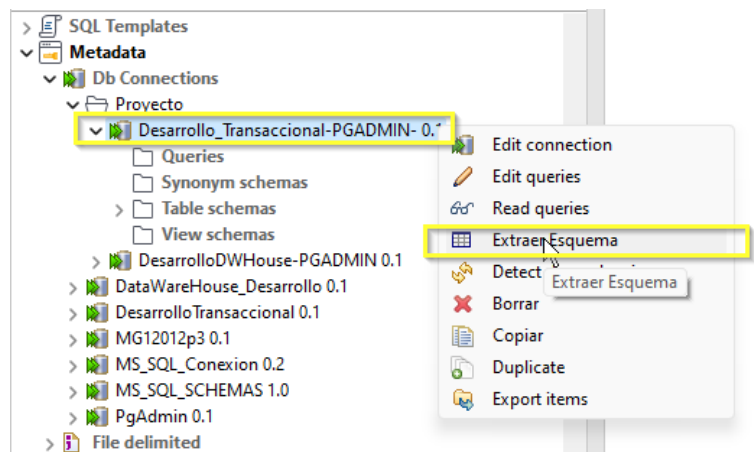 SQL Templates
Metadata
Db Connections
Proyecto
Desarrollo_Transaccional-PGADMIN- 0.1
Queries
Synonym schemas
Table schemas
View schemas
DesarrolloDWHouse-PGADMIN 0.1
DataWareHouse_Desarrollo 0.1
DesarrolloTransaccional 0.1
MG12012p3 0.1
MS_SQL_Conexion 0.2
MS_SQL_SCHEMAS 1.0
PgAdmin 0.1
File delimited
Edit connection
Edit queries
Read queries
Extraer Esquema
Detect
Extraer Esquema
Borrar
Copiar
Duplicate
Export items